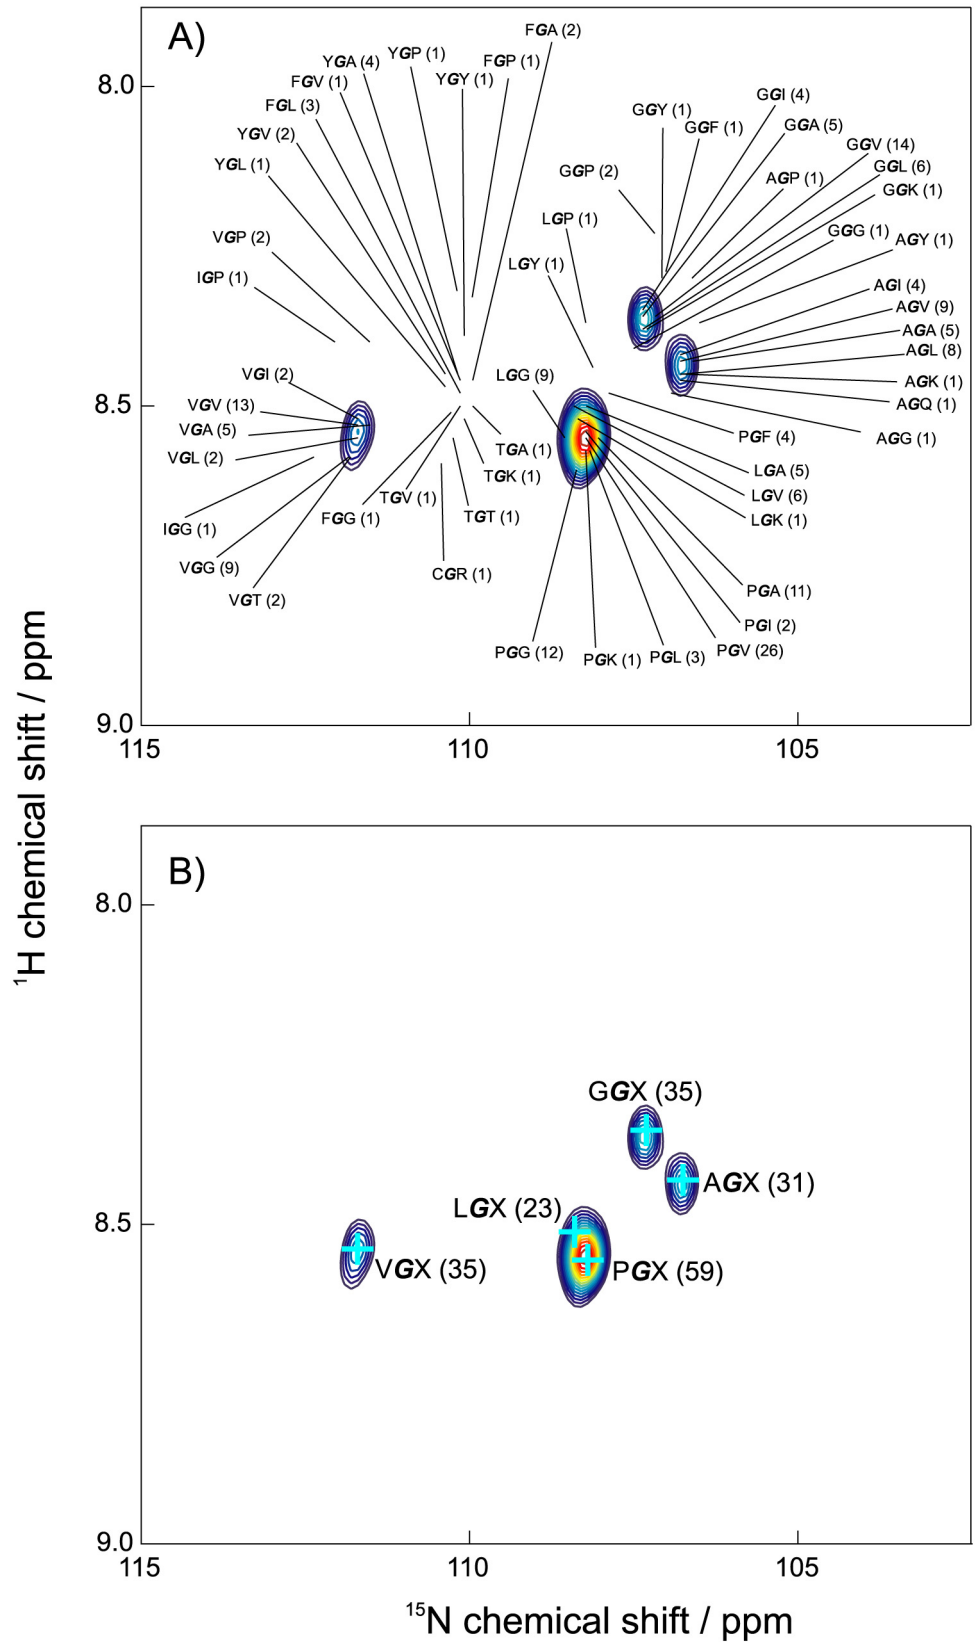 A)
FGA (2)
YGP (1)
YGA (4)
FGP (1)
YGY (1)
FGV (1)
FGL (3)
YGV (2)
YGL (1)
VGP (2)
IGP (1)
8.0
GGI (4)
GGY (1)
GGF (1)
GGA (5)
GGV (14)
GGL (6)
GGP (2)
AGP (1)
GGK (1)
LGP (1)
GGG (1)
AGY (1)
LGY (1)
AGI (4)
AGV (9)
AGA (5)
AGL (8)
AGK (1)
AGQ (1)
AGG (1)
VGI (2)
LGG (9)
VGV (13)
8.5
VGA (5)
VGL (2)
PGF (4)
TGA (1)
LGA (5)
TGK (1)
TGV (1)
LGV (6)
FGG (1)
TGT (1)
LGK (1)
IGG (1)
VGG (9)
CGR (1)
VGT (2)
PGA (11)
PGI (2)
PGG (12)
PGK (1)
PGL (3)
PGV (26)
9.0
115
110
105
1H chemical shift / ppm
B)
8.0
GGX (35)
AGX (31)
LGX (23)
8.5
VGX (35)
PGX (59)
9.0
115
110
105
15N chemical shift / ppm